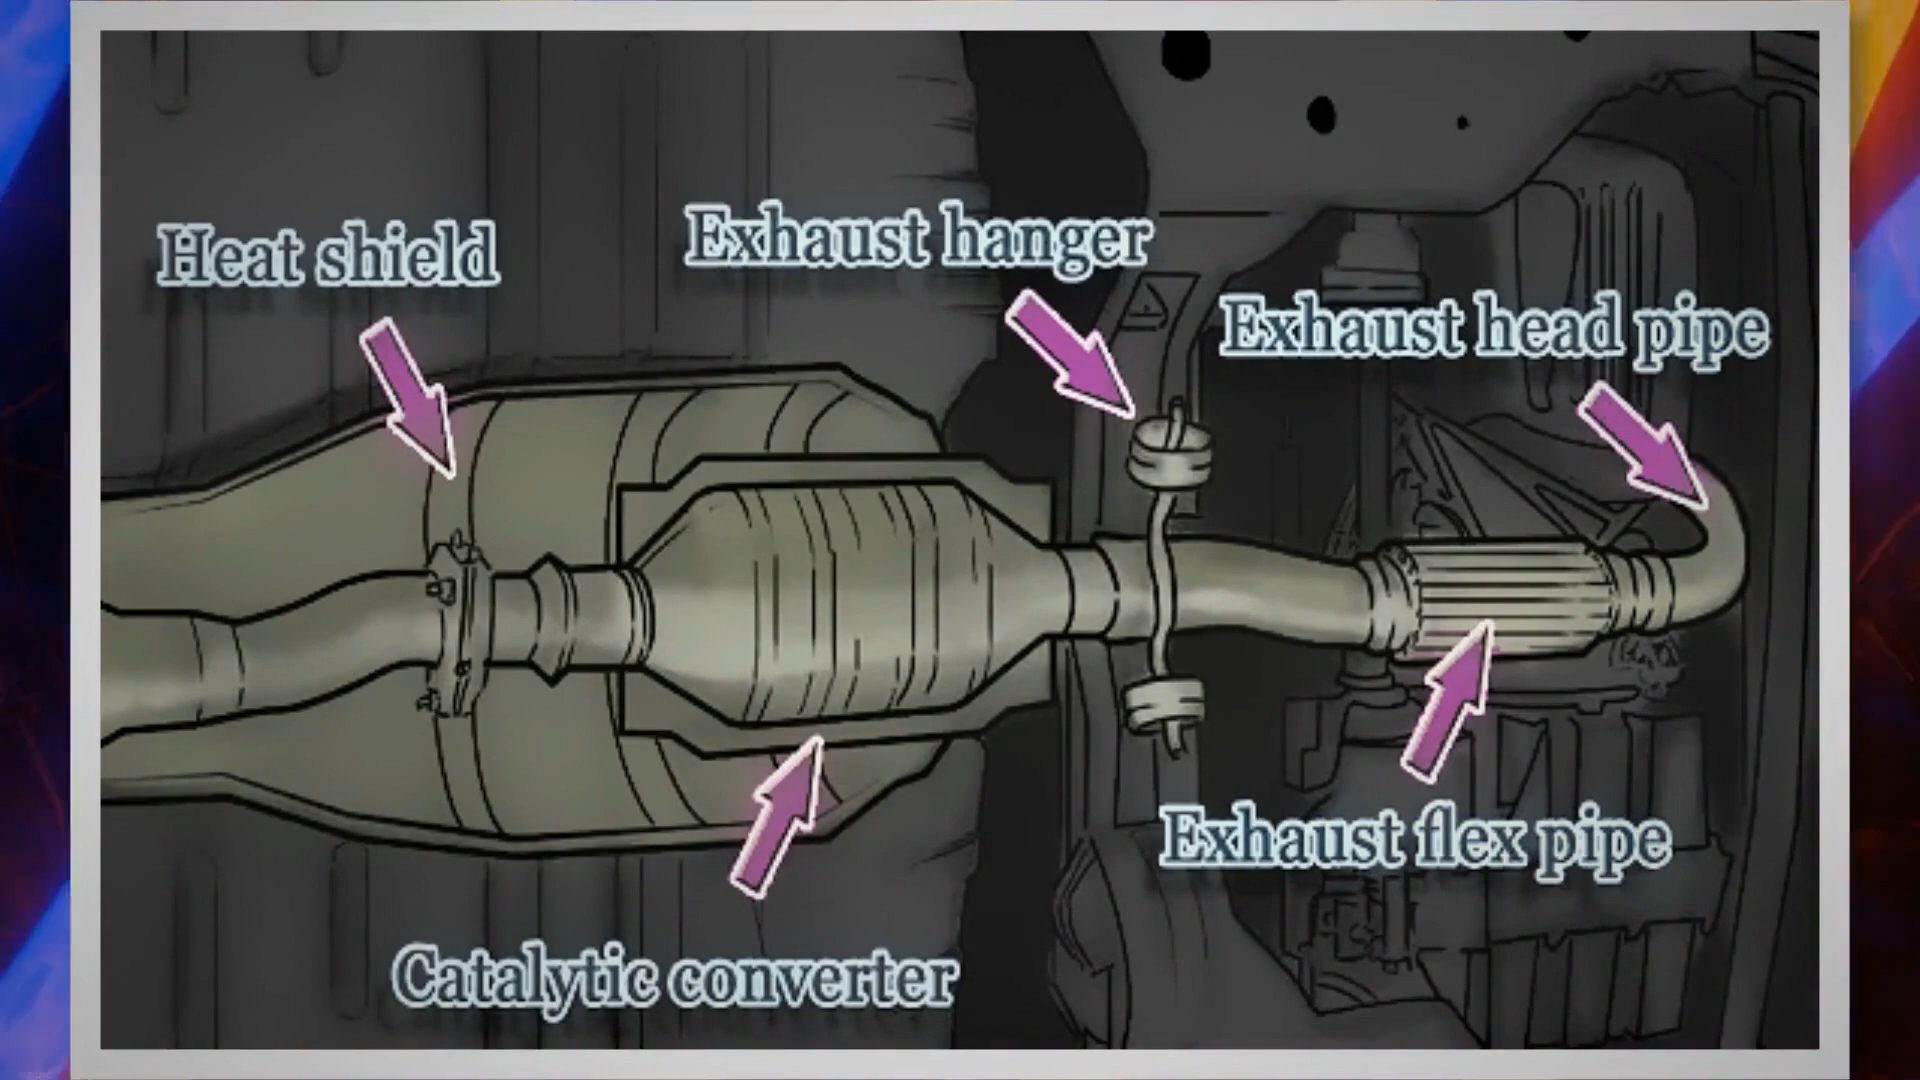 Heat shield
Exhaust hanger
Exhaust head pipe
Exhaust flex pipe
Catalytic converter